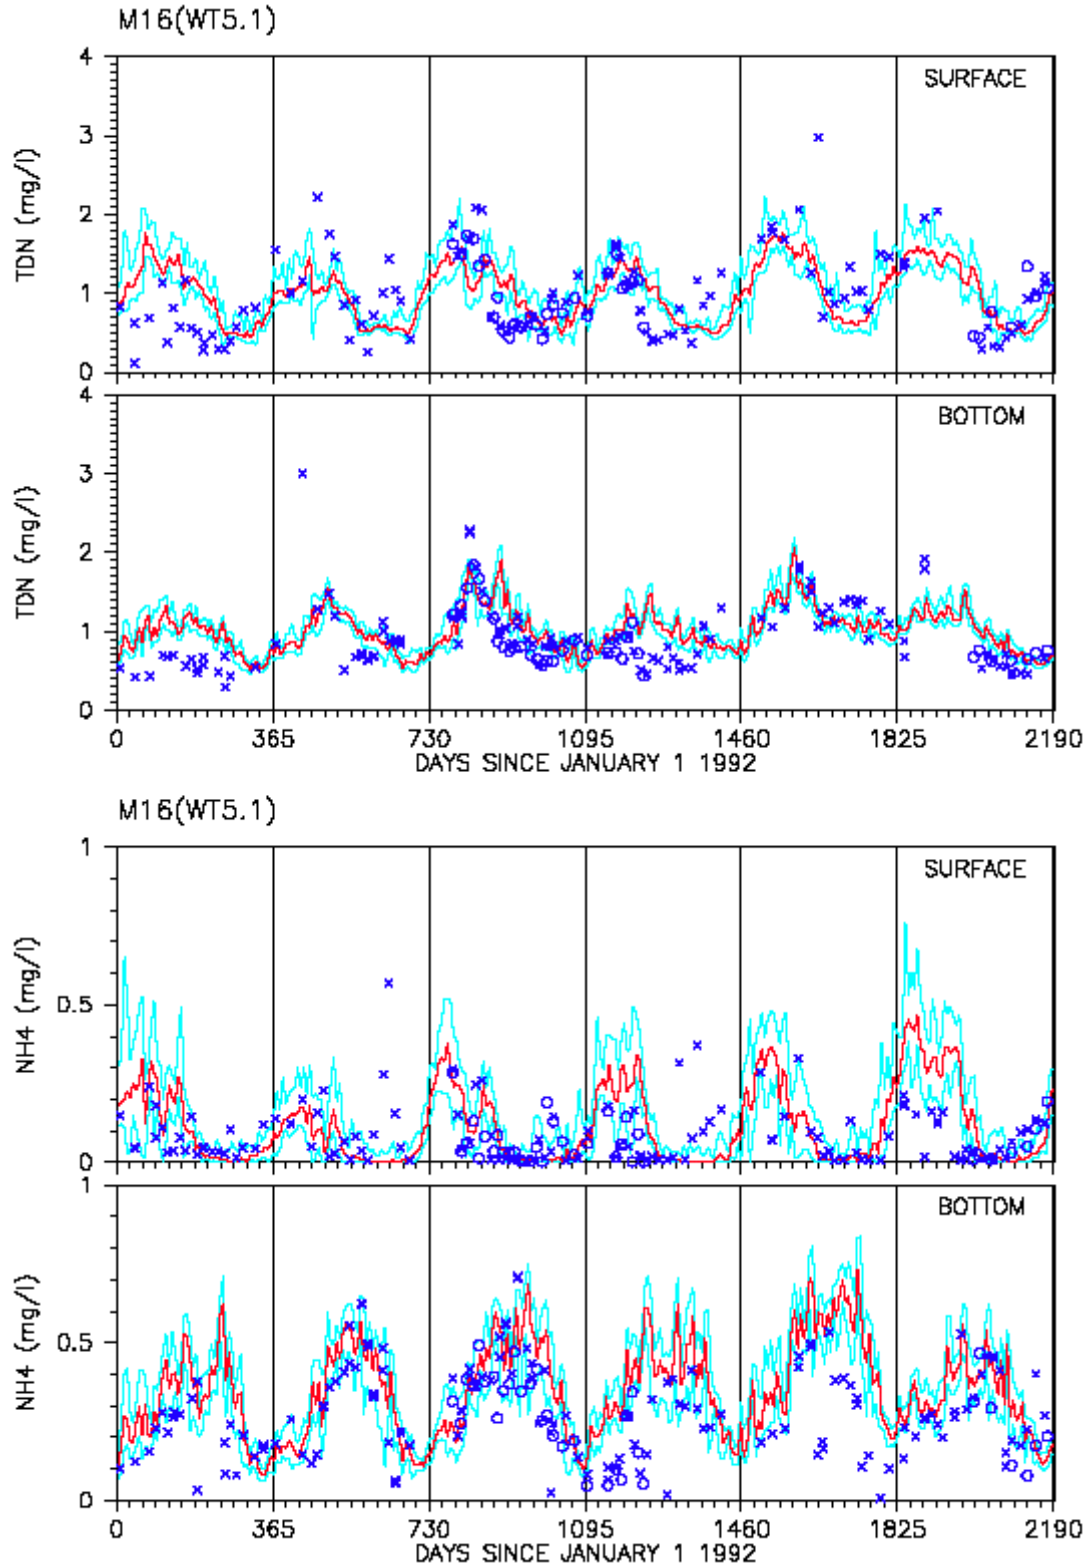 M16(WT5.1)
4
SURFACE
3
TDN (mg/l)
2
1
0
4
BOTTOM
3
TDN (mg/l)
2
1
0
0 365 730 1095 1460 1825 2190
DAYS SINCE JANUARY 1 1992
M16(WT5.1)
1
SURFACE
NH4 (mg/l)
0.5
0
1
BOTTOM
NH4 (mg/l)
0.5
0
0 365 730 1095 1460 1825 2190
DAYS SINCE JANUARY 1 1992